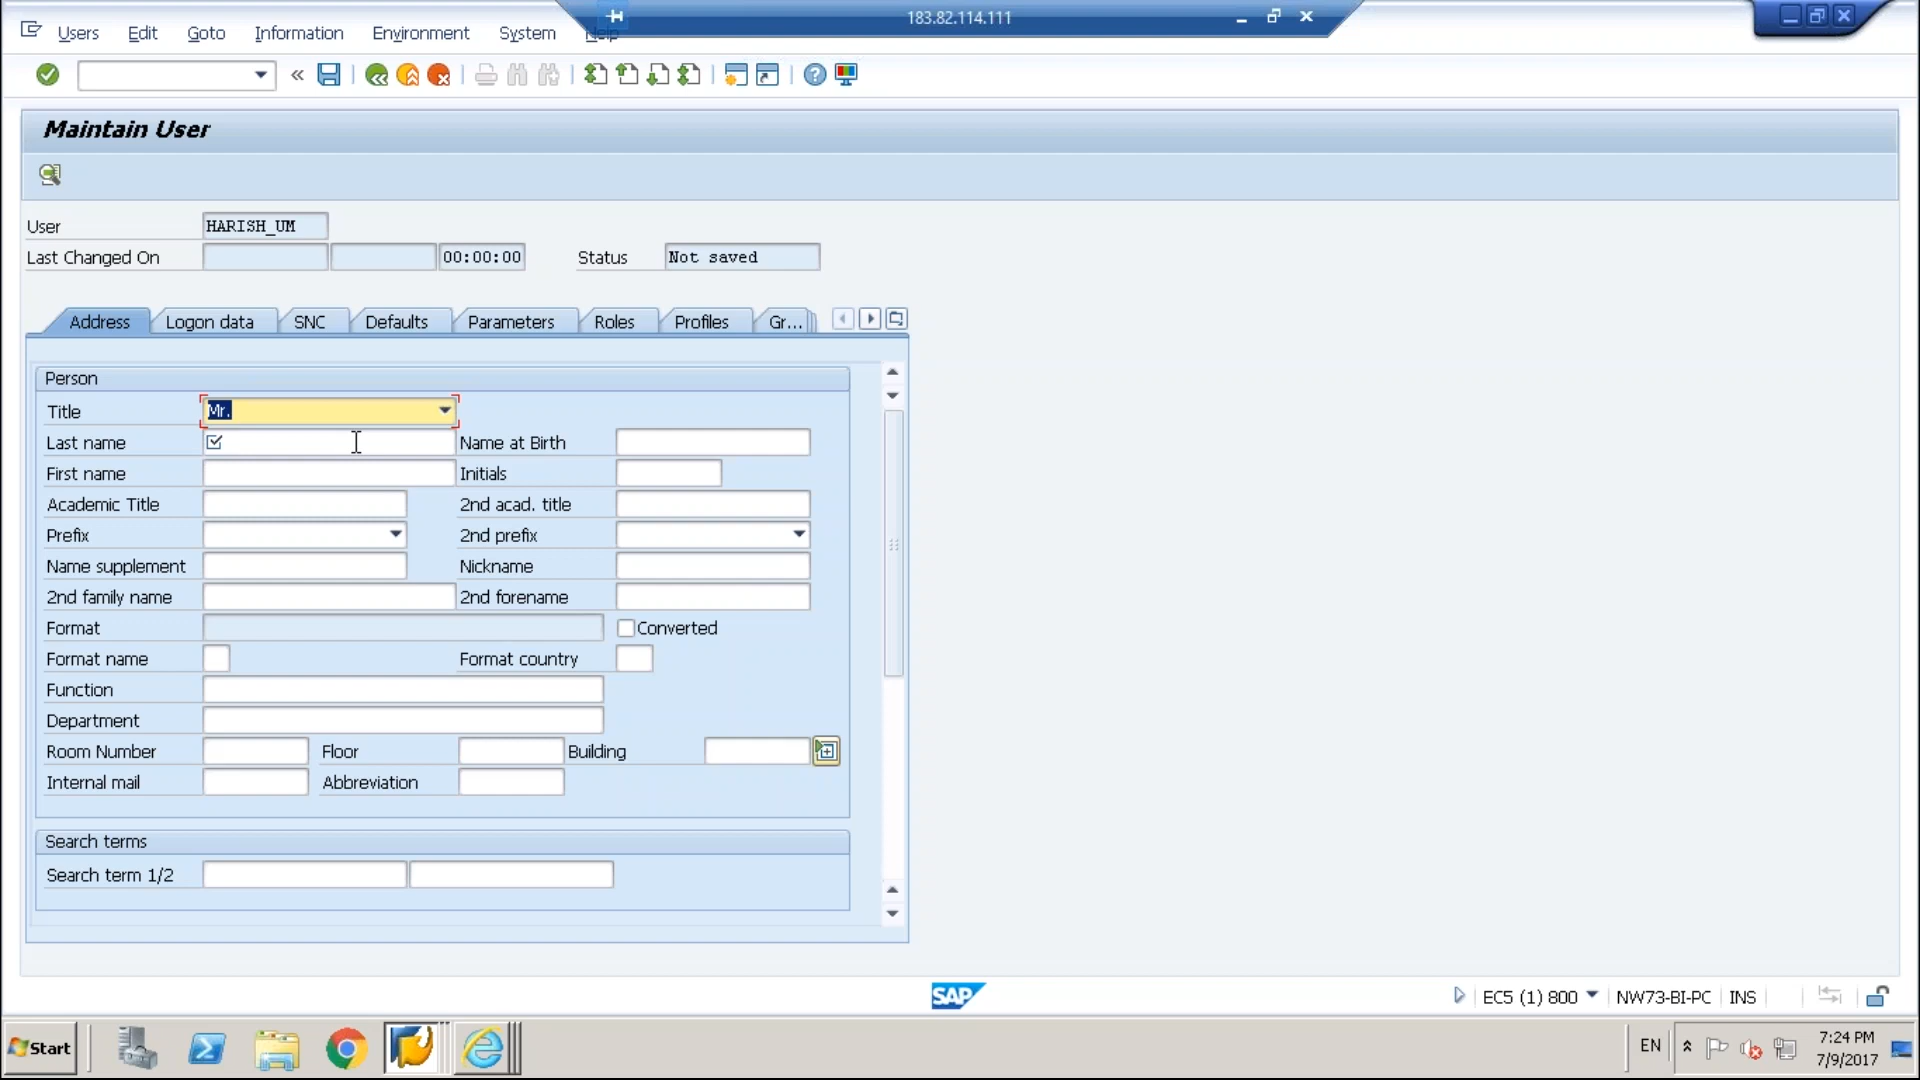 183.82.114.111
Users Edit Goto Information Environment System Help
Maintain User
User HARISH_UM
Last Changed On 00:00:00 Status Not saved
Address Logon data SNC Defaults Parameters Roles Profiles Gr...
Person
Title Mr.
Last name Name at Birth
First name Initials
Academic Title 2nd acad. title
Prefix 2nd prefix
Name supplement Nickname
2nd family name 2nd forename
Format Converted
Format name Format country
Function
Department
Room Number Floor Building
Internal mail Abbreviation
Search terms
Search term 1/2
SAP EC5 (1) 800 NW73-BI-PC INS
Start EN 7:24 PM
7/9/2017